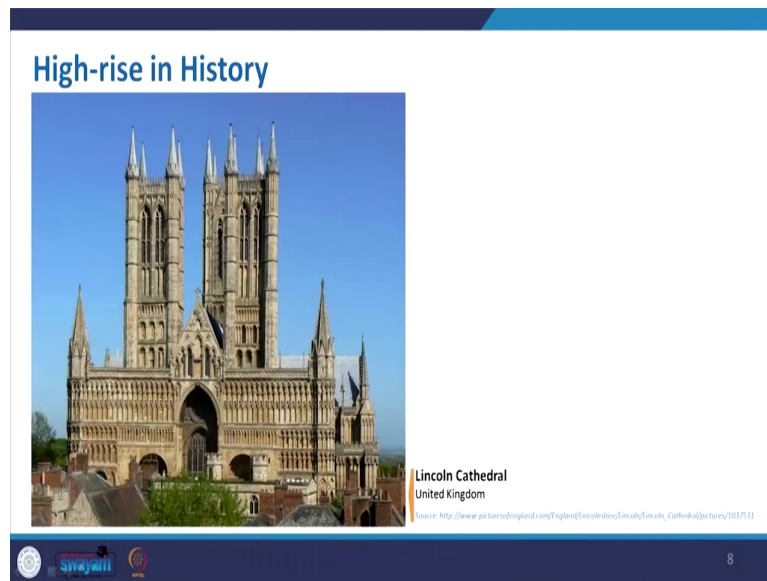 High-rise in History
Lincoln Cathedral
United Kingdom
Source: http://www.picturesofengland.com/England/Lincolnshire/Lincoln/Lincoln_Cathedral/pictures/1037531
swayam
8